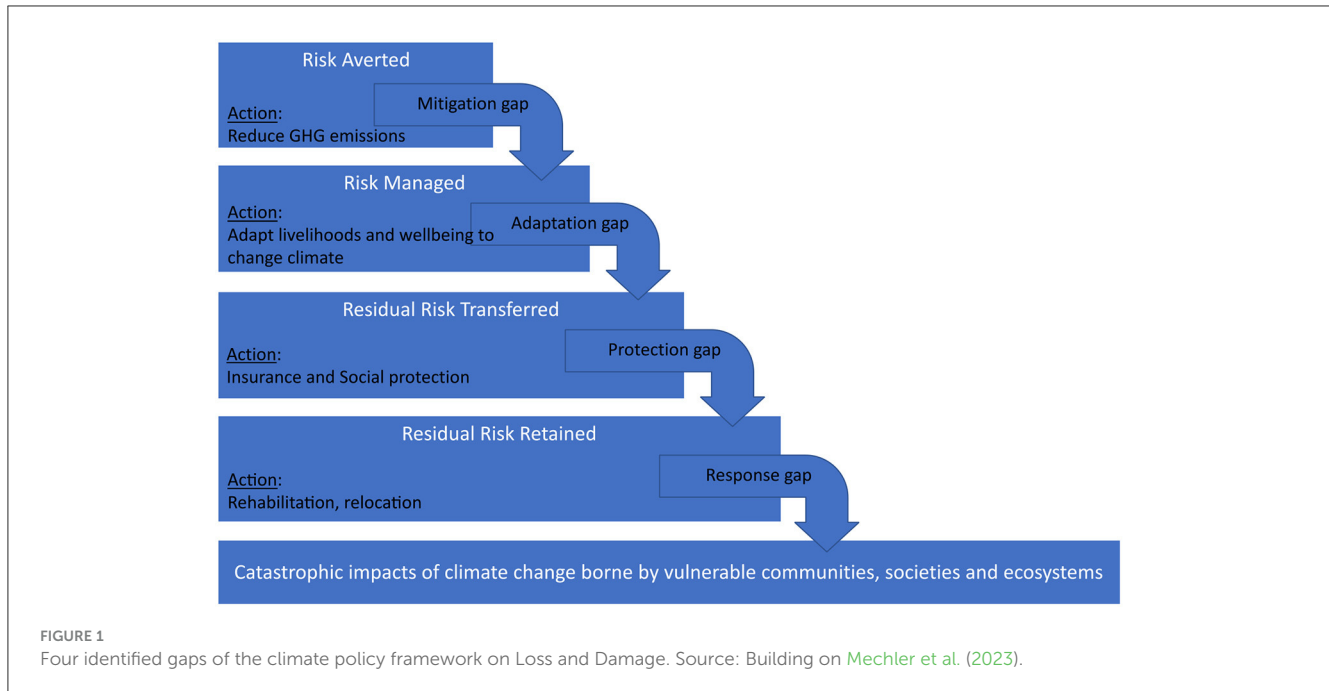 Risk Averted
Mitigation gap
Action:
Reduce GHG emissions
Risk Managed
Action:
Adaptation gap
Adapt livelihoods and wellbeing to
change climate
Residual Risk Transferred
Protection gap
Action:
Insurance and Social protection
Residual Risk Retained
Action:
Response gap
Rehabilitation, relocation
Catastrophic impacts of climate change borne by vulnerable communities, societies and ecosystems
FIGURE 1
Four identified gaps of the climate policy framework on Loss and Damage. Source: Building on Mechler et al. (2023).